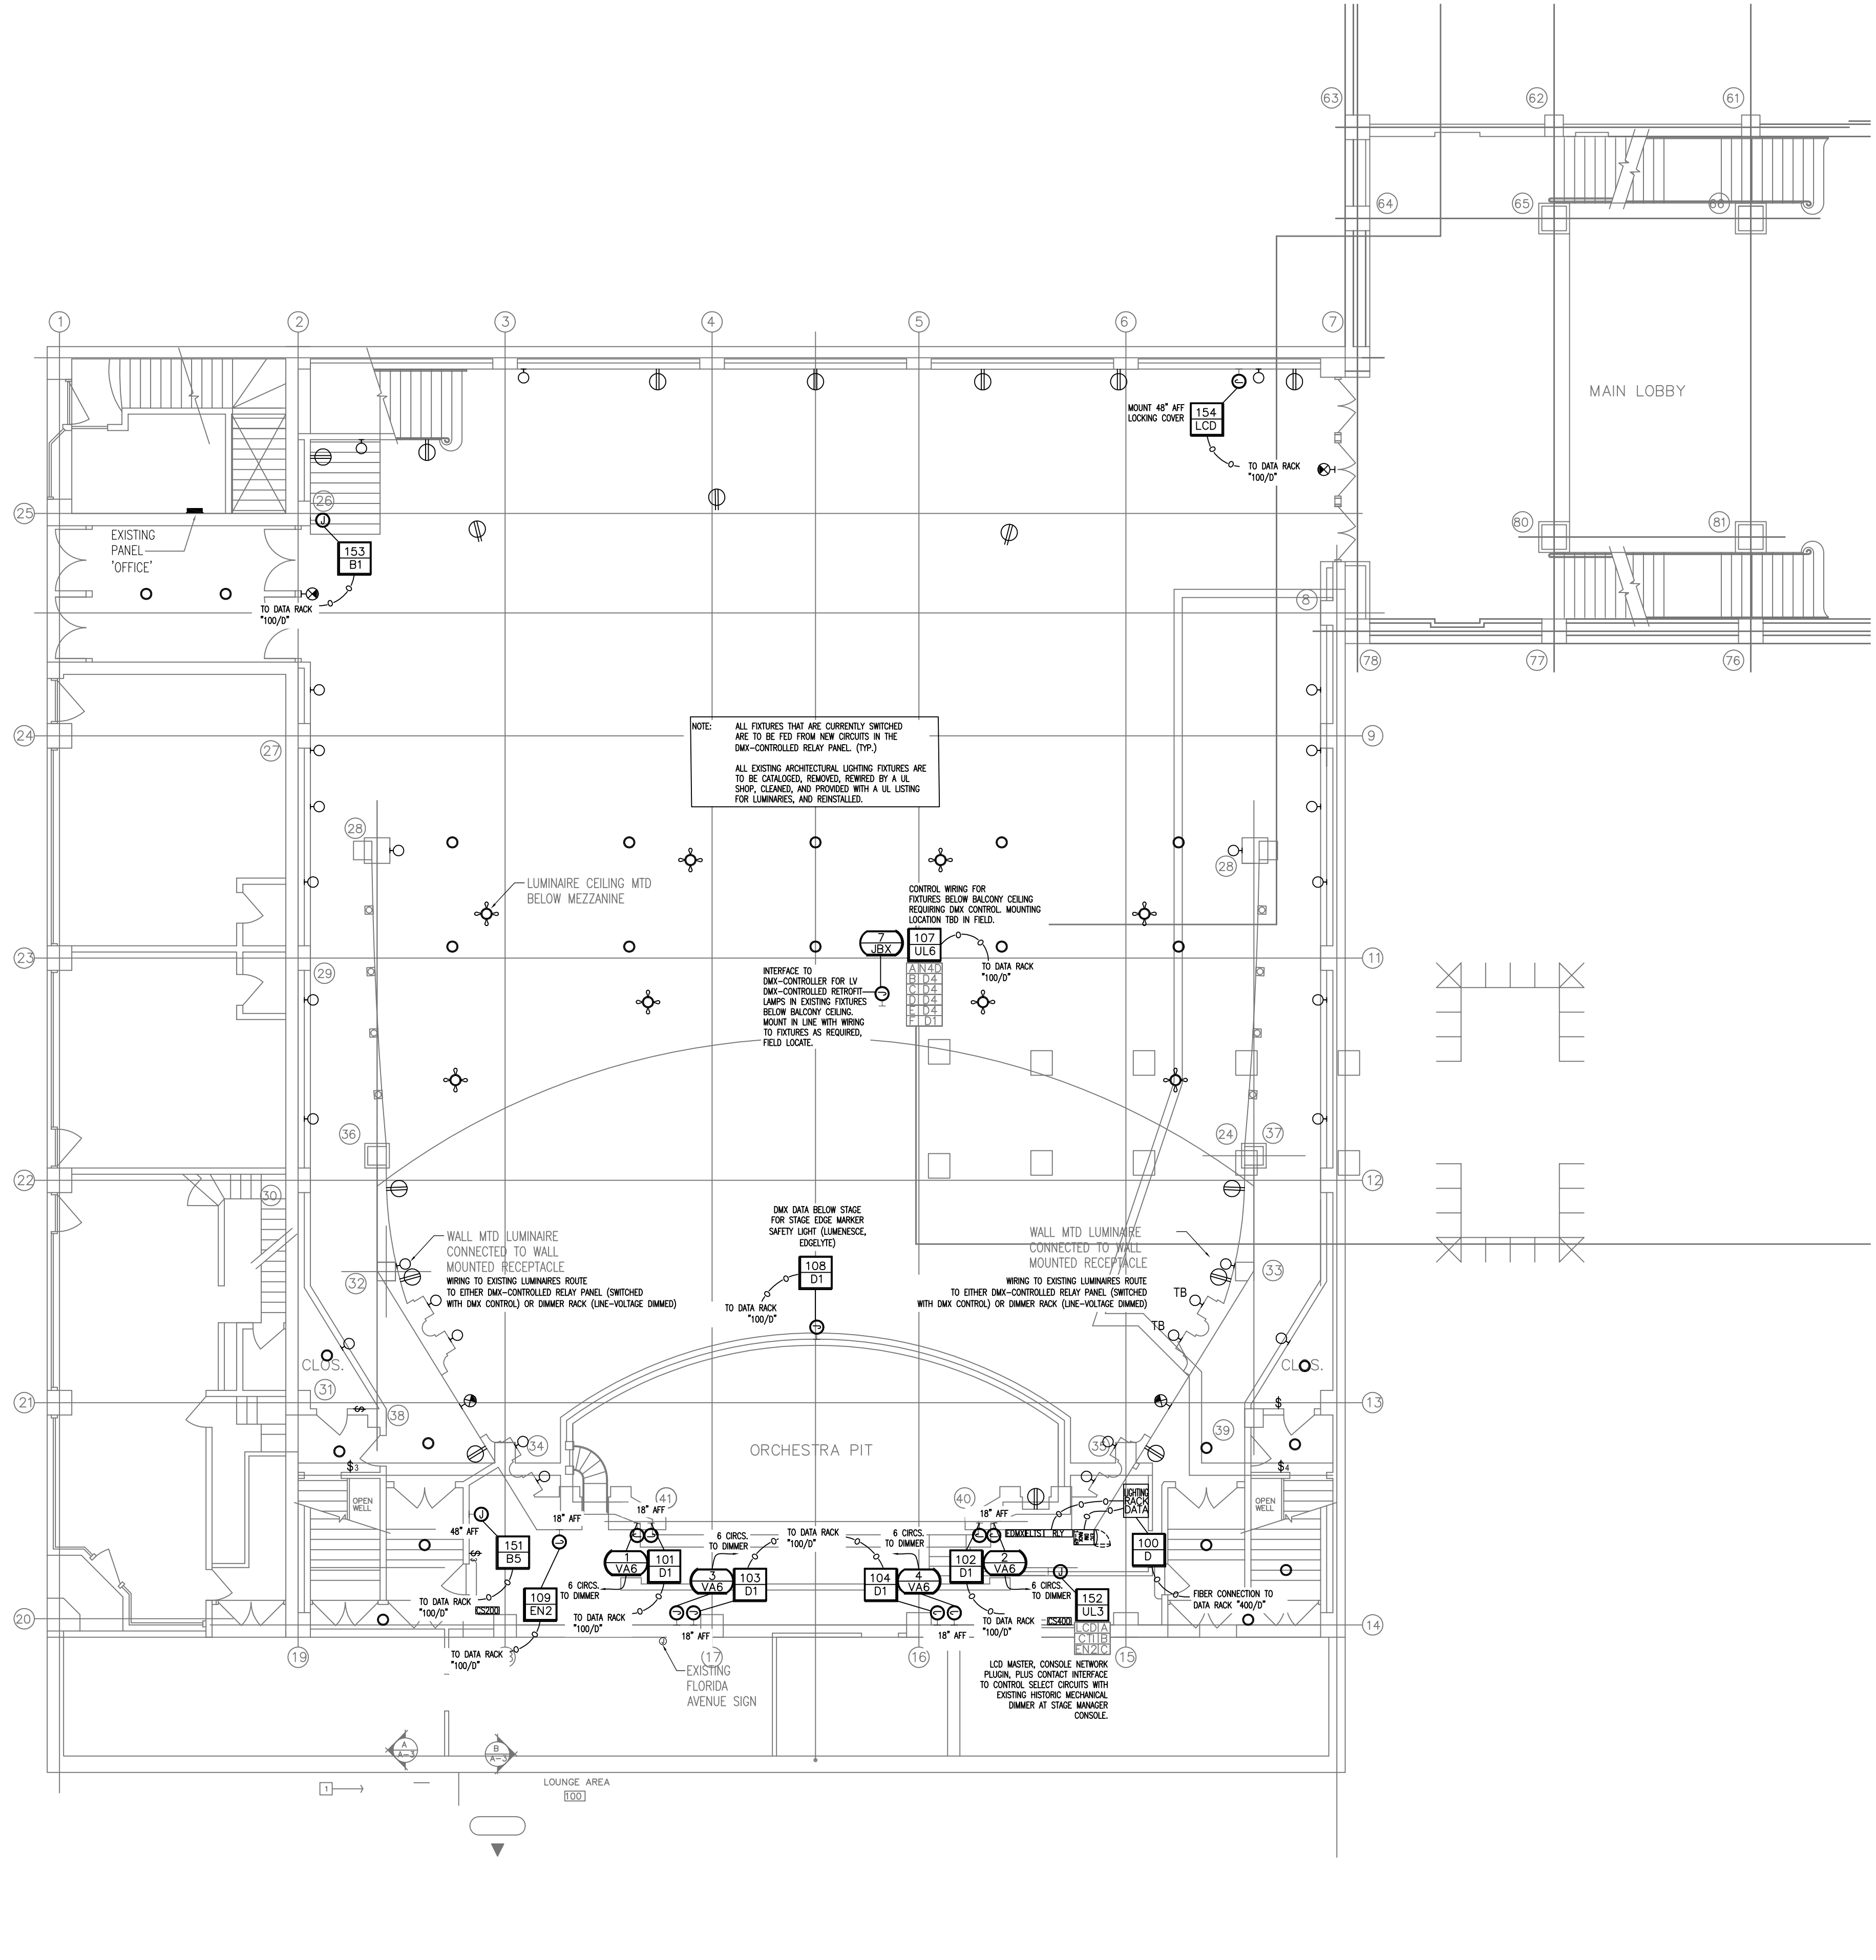 63
62
61
64
65
66
1
2
3
4
5
6
7
MAIN LOBBY
MOUNT 48" AFF
LOCKING COVER
154
LCD
TO DATA RACK
"100/D"
25
26
J
80
81
EXISTING
PANEL
'OFFICE'
153
B1
TO DATA RACK
"100/D"
8
78
77
76
24
27
9
NOTE:
ALL FIXTURES THAT ARE CURRENTLY SWITCHED
ARE TO BE FED FROM NEW CIRCUITS IN THE
DMX-CONTROLLED RELAY PANEL. (TYP.)
ALL EXISTING ARCHITECTURAL LIGHTING FIXTURES ARE
TO BE CATALOGED, REMOVED, REWIRED BY A UL
SHOP, CLEANED, AND PROVIDED WITH A UL LISTING
FOR LUMINARIES, AND REINSTALLED.
28
28
LUMINAIRE CEILING MTD
BELOW MEZZANINE
CONTROL WIRING FOR
FIXTURES BELOW BALCONY CEILING
REQUIRING DMX CONTROL. MOUNTING
LOCATION TBD IN FIELD.
7
JBX
107
UL6
23
29
11
TO DATA RACK
"100/D"
A N4D
B D4
C D4
D D4
E D4
F D1
INTERFACE TO
DMX-CONTROLLER FOR LV
DMX-CONTROLLED RETROFIT
LAMPS IN EXISTING FIXTURES
BELOW BALCONY CEILING.
MOUNT IN LINE WITH WIRING
TO FIXTURES AS REQUIRED,
FIELD LOCATE.
36
24
37
22
30
12
DMX DATA BELOW STAGE
FOR STAGE EDGE MARKER
SAFETY LIGHT (LUMENESCE,
EDGELYTE)
108
D1
TO DATA RACK
"100/D"
WALL MTD LUMINAIRE
CONNECTED TO WALL
MOUNTED RECEPTACLE
WIRING TO EXISTING LUMINAIRES ROUTE
TO EITHER DMX-CONTROLLED RELAY PANEL (SWITCHED
WITH DMX CONTROL) OR DIMMER RACK (LINE-VOLTAGE DIMMED)
WALL MTD LUMINAIRE
CONNECTED TO WALL
MOUNTED RECEPTACLE
WIRING TO EXISTING LUMINAIRES ROUTE
TO EITHER DMX-CONTROLLED RELAY PANEL (SWITCHED
WITH DMX CONTROL) OR DIMMER RACK (LINE-VOLTAGE DIMMED)
32
33
TB
TB
CLOS.
CLOS.
31
21
38
39
13
$
$
34
35
ORCHESTRA PIT
$3
$4
OPEN
WELL
OPEN
WELL
41
40
18" AFF
18" AFF
18" AFF
LIGHTING
RACK
DATA
J
48" AFF
151
B5
109
EN2
1
VA6
101
D1
3
VA6
103
D1
104
D1
4
VA6
102
D1
2
VA6
100
D
6 CIRCS.
TO DIMMER
TO DATA RACK
"100/D"
6 CIRCS.
TO DIMMER
6 CIRCS.
TO DIMMER
6 CIRCS.
TO DIMMER
J
152
UL3
LCD A
CTI B
EN2 C
FIBER CONNECTION TO
DATA RACK "400/D"
TO DATA RACK
"100/D"
CS200
TO DATA RACK
"100/D"
TO DATA RACK
"100/D"
CS400
20
14
18" AFF
18" AFF
TO DATA RACK
"100/D"
19
17
16
15
EXISTING
FLORIDA
AVENUE SIGN
LCD MASTER, CONSOLE NETWORK
PLUGIN, PLUS CONTACT INTERFACE
TO CONTROL SELECT CIRCUITS WITH
EXISTING HISTORIC MECHANICAL
DIMMER AT STAGE MANAGER
CONSOLE.
A
A-3
B
A-3
1
LOUNGE AREA
100